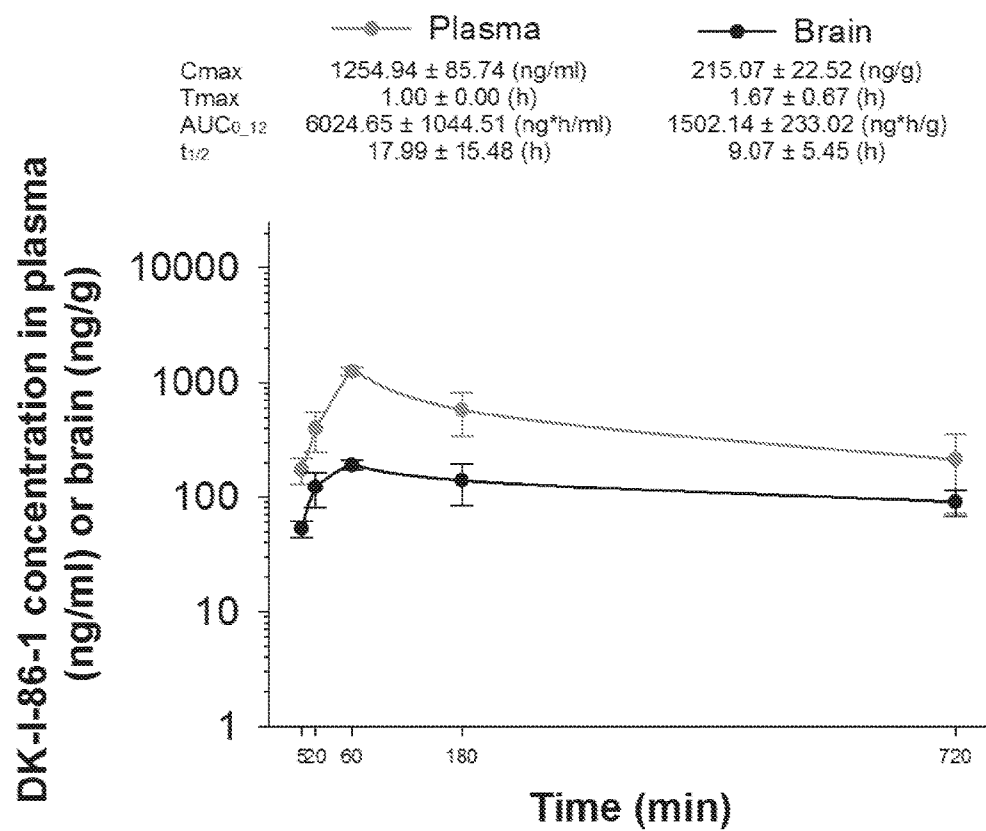 Plasma Brain
Cmax 1254.94 ± 85.74 (ng/ml) 215.07 ± 22.52 (ng/g)
Tmax 1.00 ± 0.00 (h) 1.67 ± 0.67 (h)
AUC0_12 6024.65 ± 1044.51 (ng*h/ml) 1502.14 ± 233.02 (ng*h/g)
t1/2 17.99 ± 15.48 (h) 9.07 ± 5.45 (h)
DK-I-86-1 concentration in plasma
(ng/ml) or brain (ng/g)
10000
1000
100
10
1
5 20 60 180 720
Time (min)